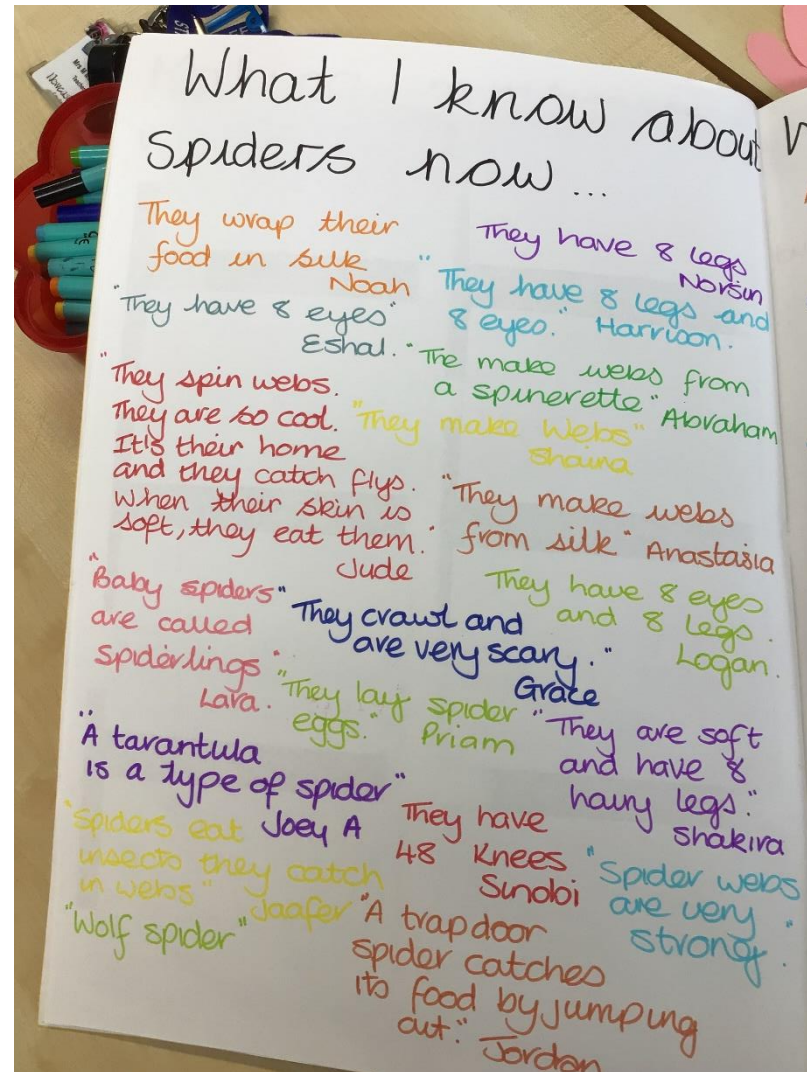 What I know about
Spiders now...
They wrap their
food in silk
Noah
They have 8 legs
Norsin
"They have 8 eyes"
Eshal.
"They have 8 legs and
8 eyes." Harrison.
"The make webs from
a spinerette" Abraham
"They spin webs.
They are so cool.
It's their home
and they catch flys.
When their skin is
soft, they eat them."
Jude
"They make Webs"
Shaina
"They make webs
from silk" Anastasia
"Baby spiders"
are called
Spiderlings"
Lara.
They have 8 eyes
and 8 legs.
Logan.
"They crawl and
are very scary."
Grace
"They lay spider
eggs." Priam
"They are soft
and have 8
hairy legs."
Shakira
"A tarantula
is a type of spider"
Joey A
They have
48 Knees
Sinobi
"Spiders eat
insects they catch
in webs" Jaafer
"Spider webs
are very
strong."
"Wolf spider"
"A trapdoor
spider catches
its food by jumping
out." Jordan